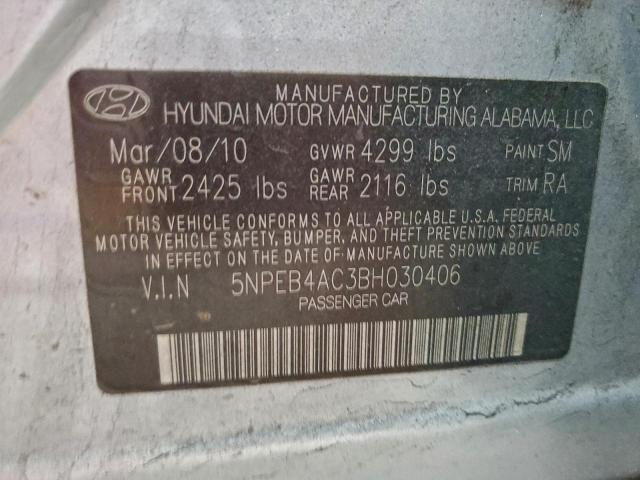 MANUFACTURED BY
HYUNDAI MOTOR MANUFACTURING ALABAMA, LLC
Mar/08/10 GVWR 4299 lbs PAINT SM
GAWR FRONT 2425 lbs GAWR REAR 2116 lbs TRIM RA
THIS VEHICLE CONFORMS TO ALL APPLICABLE U.S.A. FEDERAL
MOTOR VEHICLE SAFETY, BUMPER, AND THEFT PREVENTION
STANDARDS IN EFFECT ON THE DATE OF MANUFACTURE SHOWN ABOVE.
V.I.N 5NPEB4AC3BH030406
PASSENGER CAR